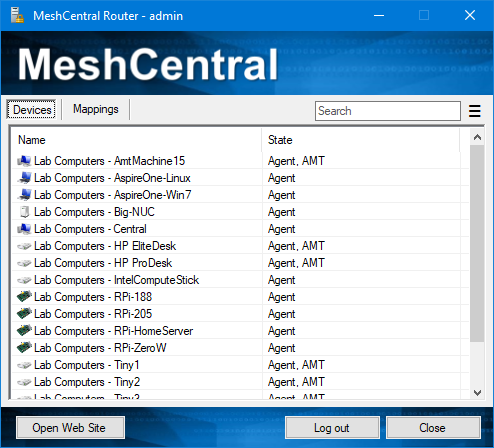 MeshCentral Router - admin
MeshCentral
Devices Mappings Search
Name State
Lab Computers - AmtMachine15 Agent, AMT
Lab Computers - AspireOne-Linux Agent
Lab Computers - AspireOne-Win7 Agent
Lab Computers - Big-NUC Agent
Lab Computers - Central Agent
Lab Computers - HP EliteDesk Agent, AMT
Lab Computers - HP ProDesk Agent, AMT
Lab Computers - IntelComputeStick Agent
Lab Computers - RPi-188 Agent
Lab Computers - RPi-205 Agent
Lab Computers - RPi-HomeServer Agent
Lab Computers - RPi-ZeroW Agent
Lab Computers - Tiny1 Agent, AMT
Lab Computers - Tiny2 Agent, AMT
Lab Computers - Tiny3 Agent, AMT
Open Web Site Log out Close